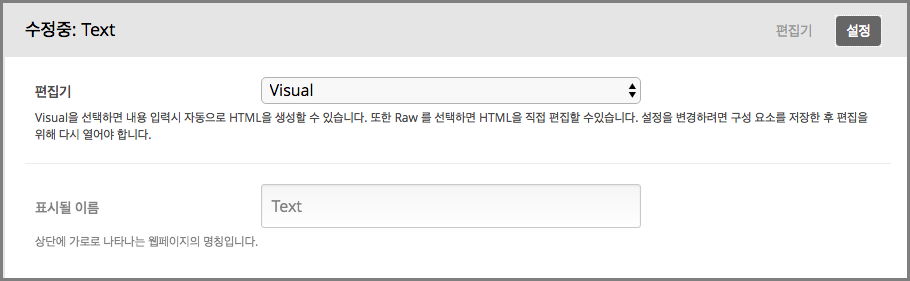 수정중: Text
편집기 설정
편집기 Visual
Visual을 선택하면 내용 입력시 자동으로 HTML을 생성할 수 있습니다. 또한 Raw 를 선택하면 HTML을 직접 편집할 수있습니다. 설정을 변경하려면 구성 요소를 저장한 후 편집을
위해 다시 열어야 합니다.
표시될 이름 Text
상단에 가로로 나타나는 웹페이지의 명칭입니다.